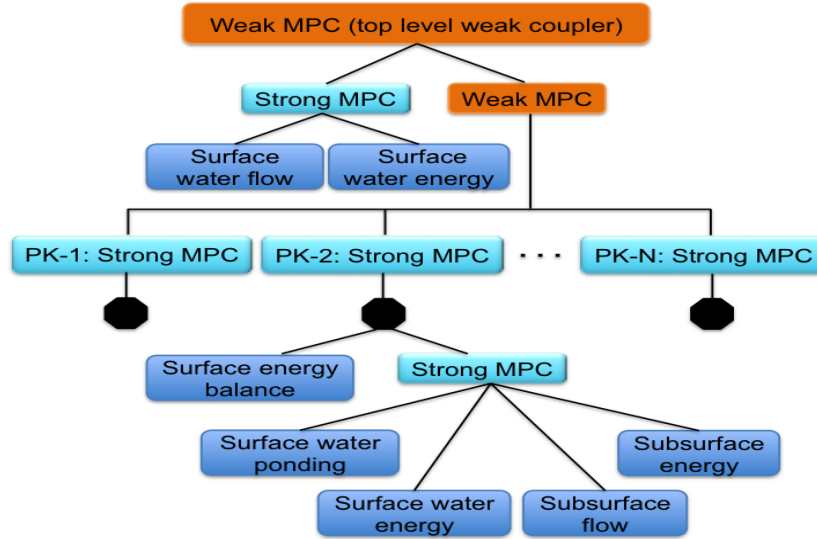 Weak MPC (top level weak coupler)
Strong MPC
Weak MPC
Surface
water flow
Surface
water energy
PK-1: Strong MPC
PK-2: Strong MPC
...
PK-N: Strong MPC
Surface energy
balance
Strong MPC
Surface water
ponding
Subsurface
energy
Surface water
energy
Subsurface
flow